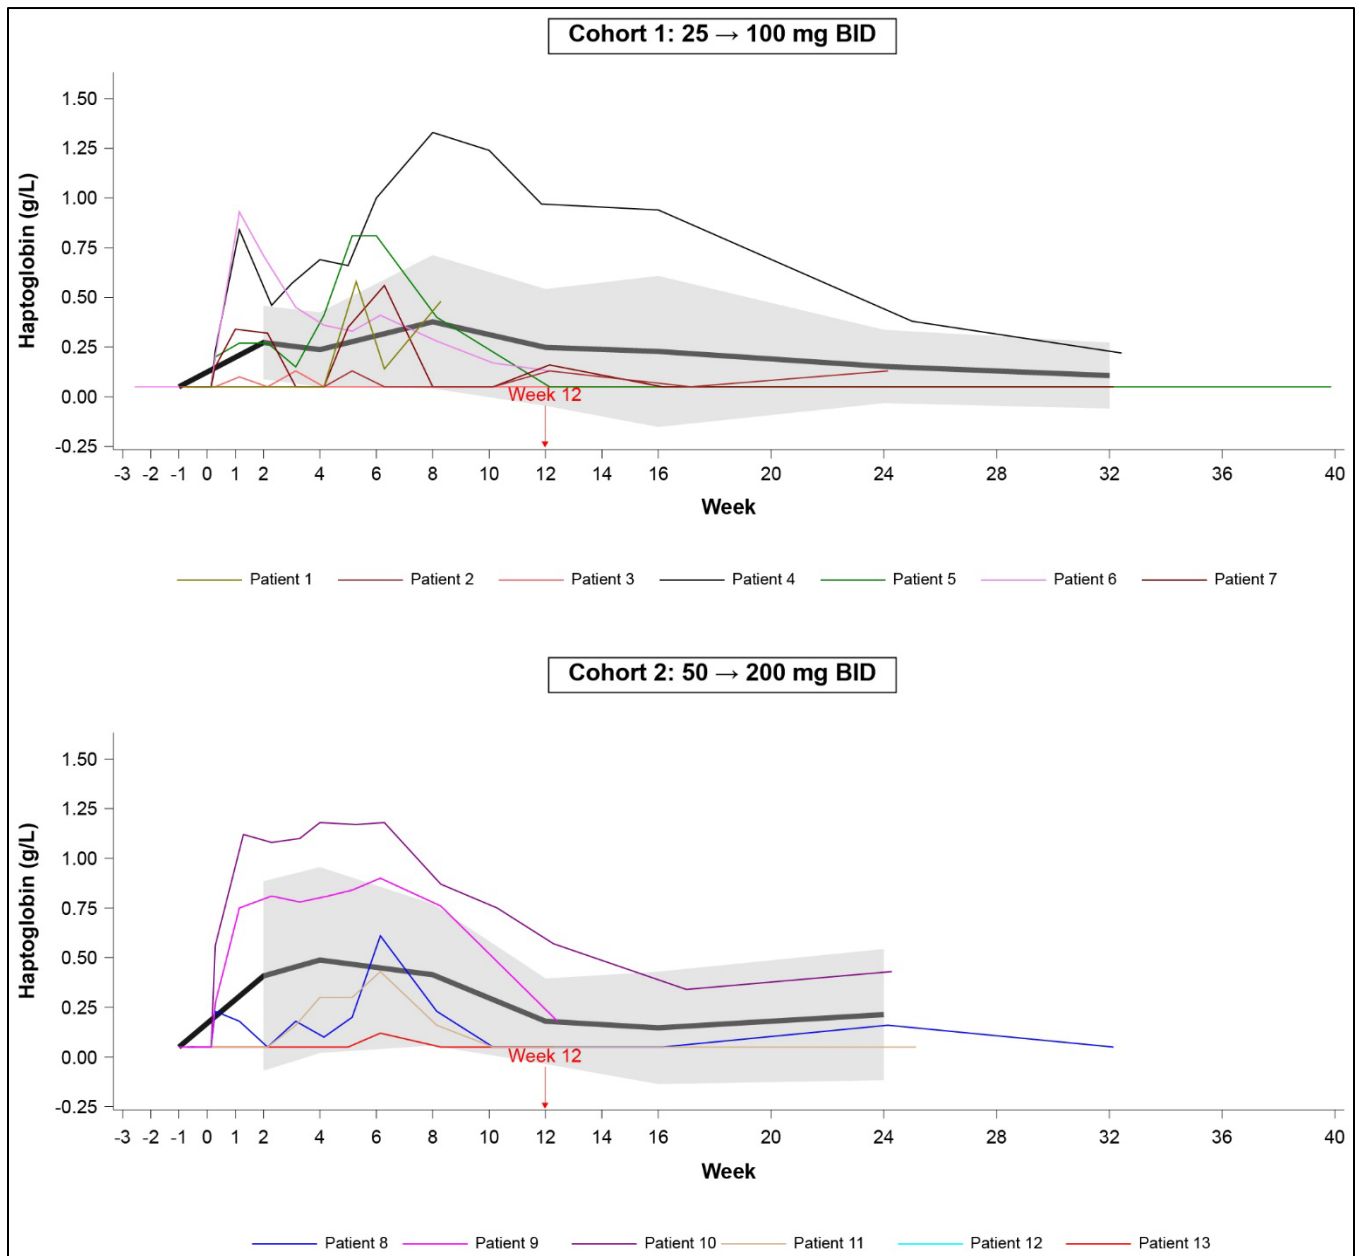 Cohort 1: 25 → 100 mg BID
1.50
1.25
1.00
0.75
0.50
0.25
0.00
-0.25
Haptoglobin (g/L)
Week 12
-3 -2 -1 0 1 2 4 6 8 10 12 14 16 20 24 28 32 36 40
Week
Patient 1 Patient 2 Patient 3 Patient 4 Patient 5 Patient 6 Patient 7
Cohort 2: 50 → 200 mg BID
1.50
1.25
1.00
0.75
0.50
0.25
0.00
-0.25
Haptoglobin (g/L)
Week 12
-3 -2 -1 0 1 2 4 6 8 10 12 14 16 20 24 28 32 36 40
Week
Patient 8 Patient 9 Patient 10 Patient 11 Patient 12 Patient 13